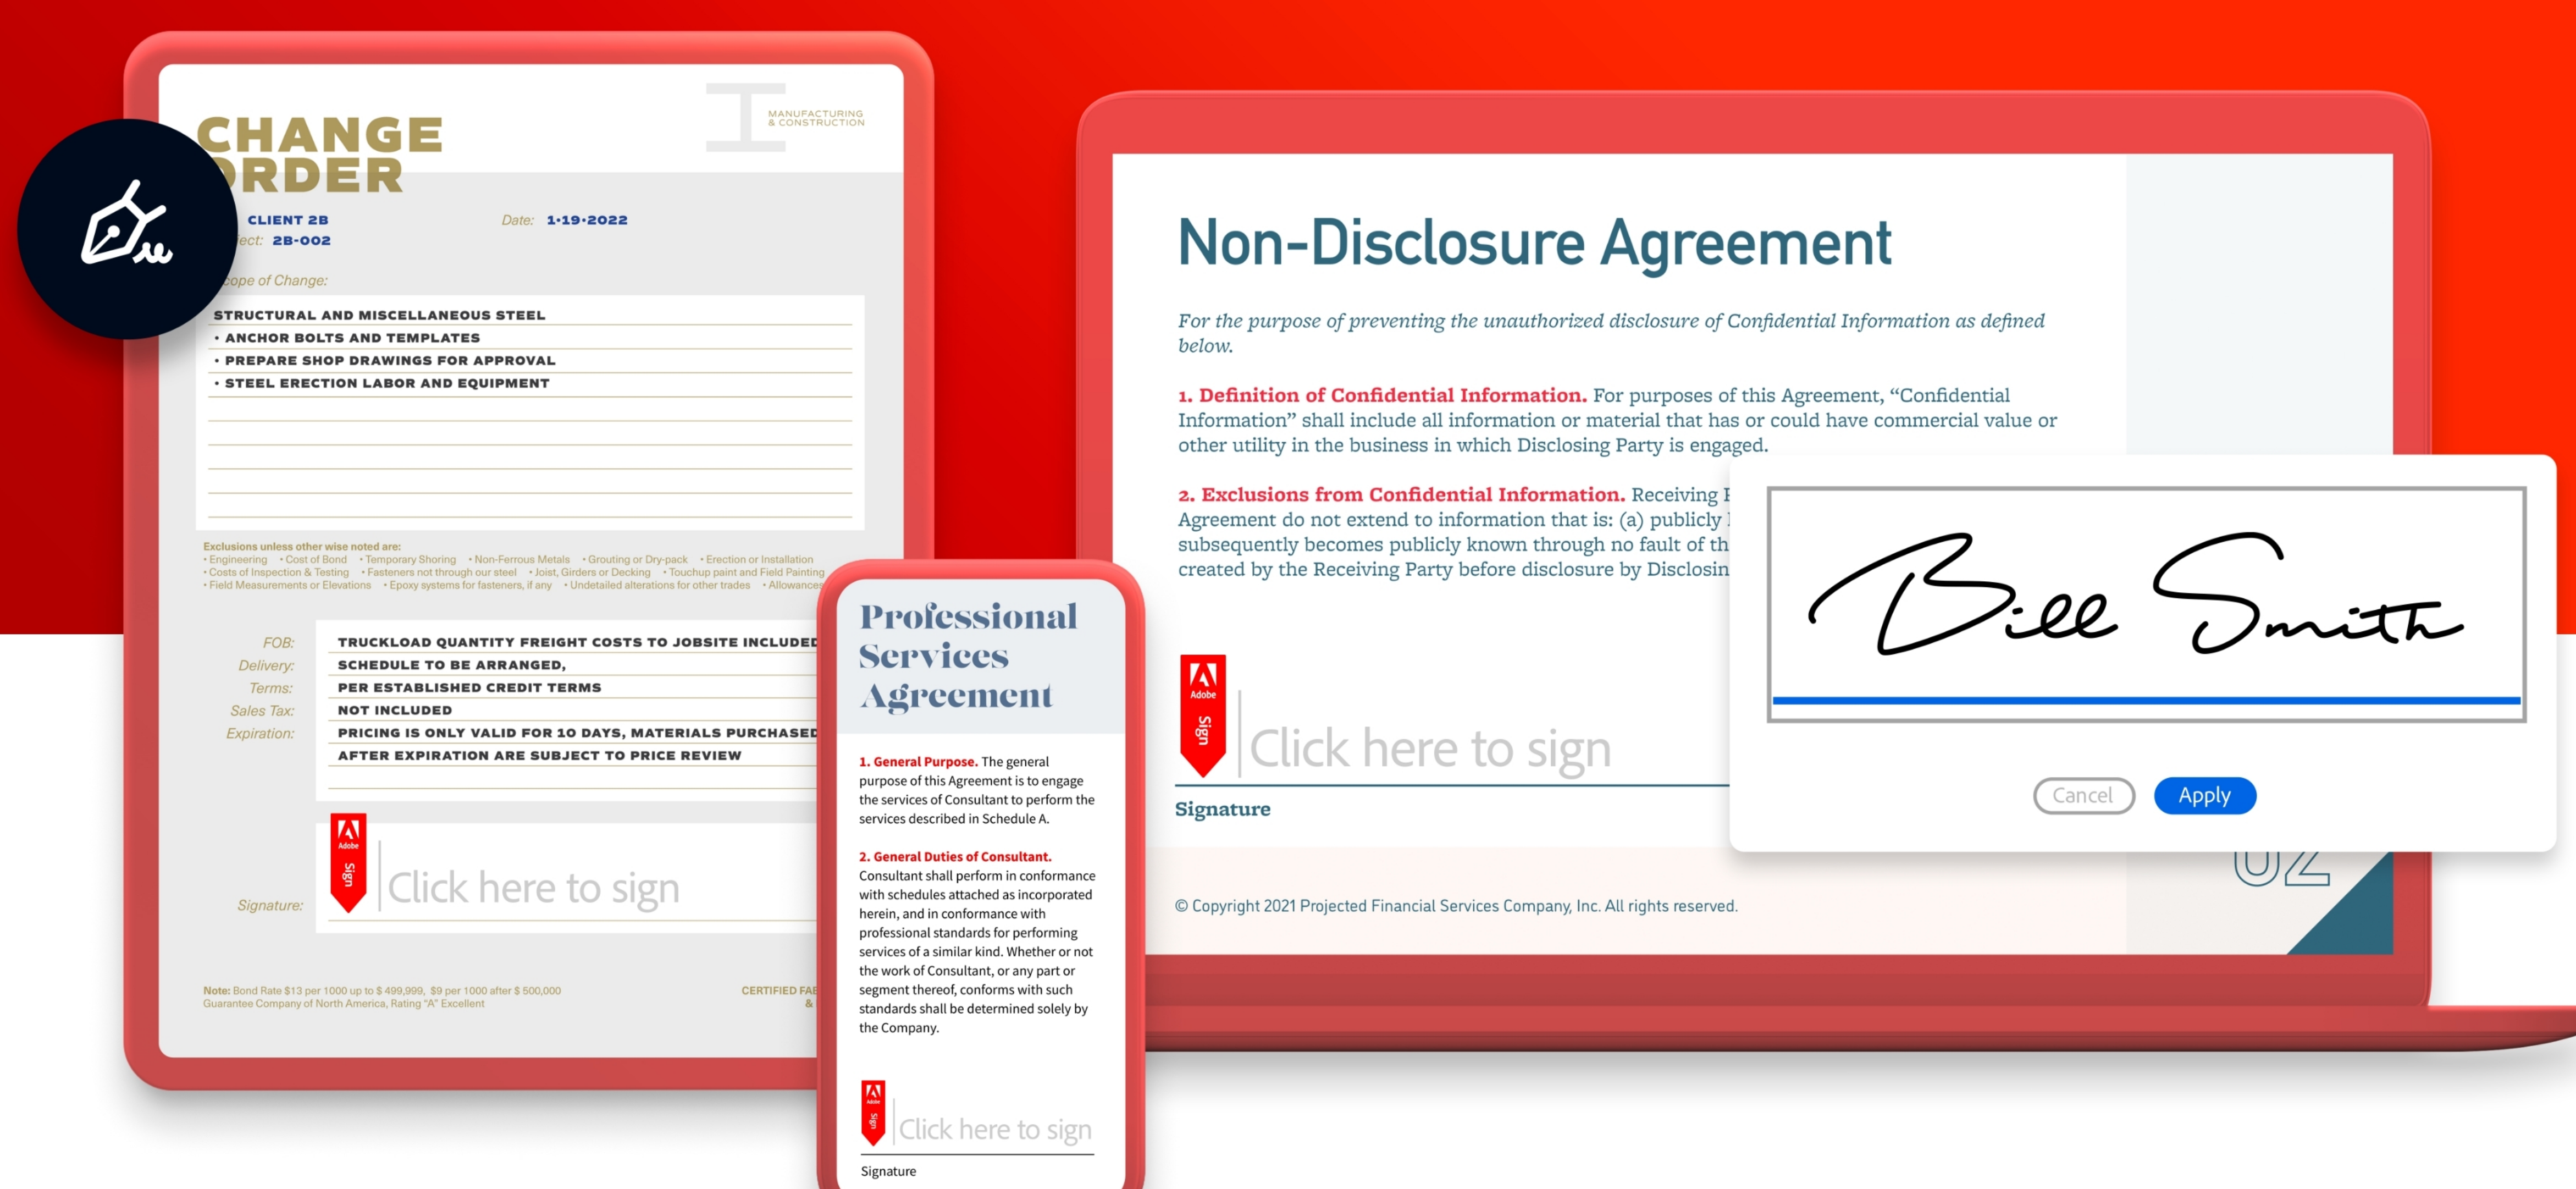 CHANGE
ORDER
MANUFACTURING
& CONSTRUCTION
CLIENT 2B
Date: 1•19•2022
2B-002
of Change:
STRUCTURAL AND MISCELLANEOUS STEEL
• ANCHOR BOLTS AND TEMPLATES
• PREPARE SHOP DRAWINGS FOR APPROVAL
• STEEL ERECTION LABOR AND EQUIPMENT
Exclusions unless other wise noted are:
• Engineering • Cost of Bond • Temporary Shoring • Non-Ferrous Metals • Grouting or Dry-pack • Erection or Installation
• Costs of Inspection & Testing • Fasteners not through our steel • Joist, Girders or Decking • Touchup paint and Field Painting
• Field Measurements or Elevations • Epoxy systems for fasteners, if any • Undetailed alterations for other trades • Allowances
FOB: TRUCKLOAD QUANTITY FREIGHT COSTS TO JOBSITE INCLUDED
Delivery: SCHEDULE TO BE ARRANGED,
Terms: PER ESTABLISHED CREDIT TERMS
Sales Tax: NOT INCLUDED
Expiration: PRICING IS ONLY VALID FOR 10 DAYS, MATERIALS PURCHASED
AFTER EXPIRATION ARE SUBJECT TO PRICE REVIEW
Adobe
Sign
Click here to sign
Signature:
Note: Bond Rate $13 per 1000 up to $ 499,999, $9 per 1000 after $ 500,000
Guarantee Company of North America, Rating "A" Excellent
CERTIFIED
&
Professional
Services
Agreement
1. General Purpose. The general
purpose of this Agreement is to engage
the services of Consultant to perform the
services described in Schedule A.
2. General Duties of Consultant.
Consultant shall perform in conformance
with schedules attached as incorporated
herein, and in conformance with
professional standards for performing
services of a similar kind. Whether or not
the work of Consultant, or any part or
segment thereof, conforms with such
standards shall be determined solely by
the Company.
Adobe
Sign
Click here to sign
Signature
Non-Disclosure Agreement
For the purpose of preventing the unauthorized disclosure of Confidential Information as defined
below.
1. Definition of Confidential Information. For purposes of this Agreement, “Confidential
Information” shall include all information or material that has or could have commercial value or
other utility in the business in which Disclosing Party is engaged.
2. Exclusions from Confidential Information. Receiving
Agreement do not extend to information that is: (a) publicly
subsequently becomes publicly known through no fault of
created by the Receiving Party before disclosure by
Adobe
Sign
Click here to sign
Signature
© Copyright 2021 Projected Financial Services Company, Inc. All rights reserved.
02
Bill Smith
Cancel
Apply